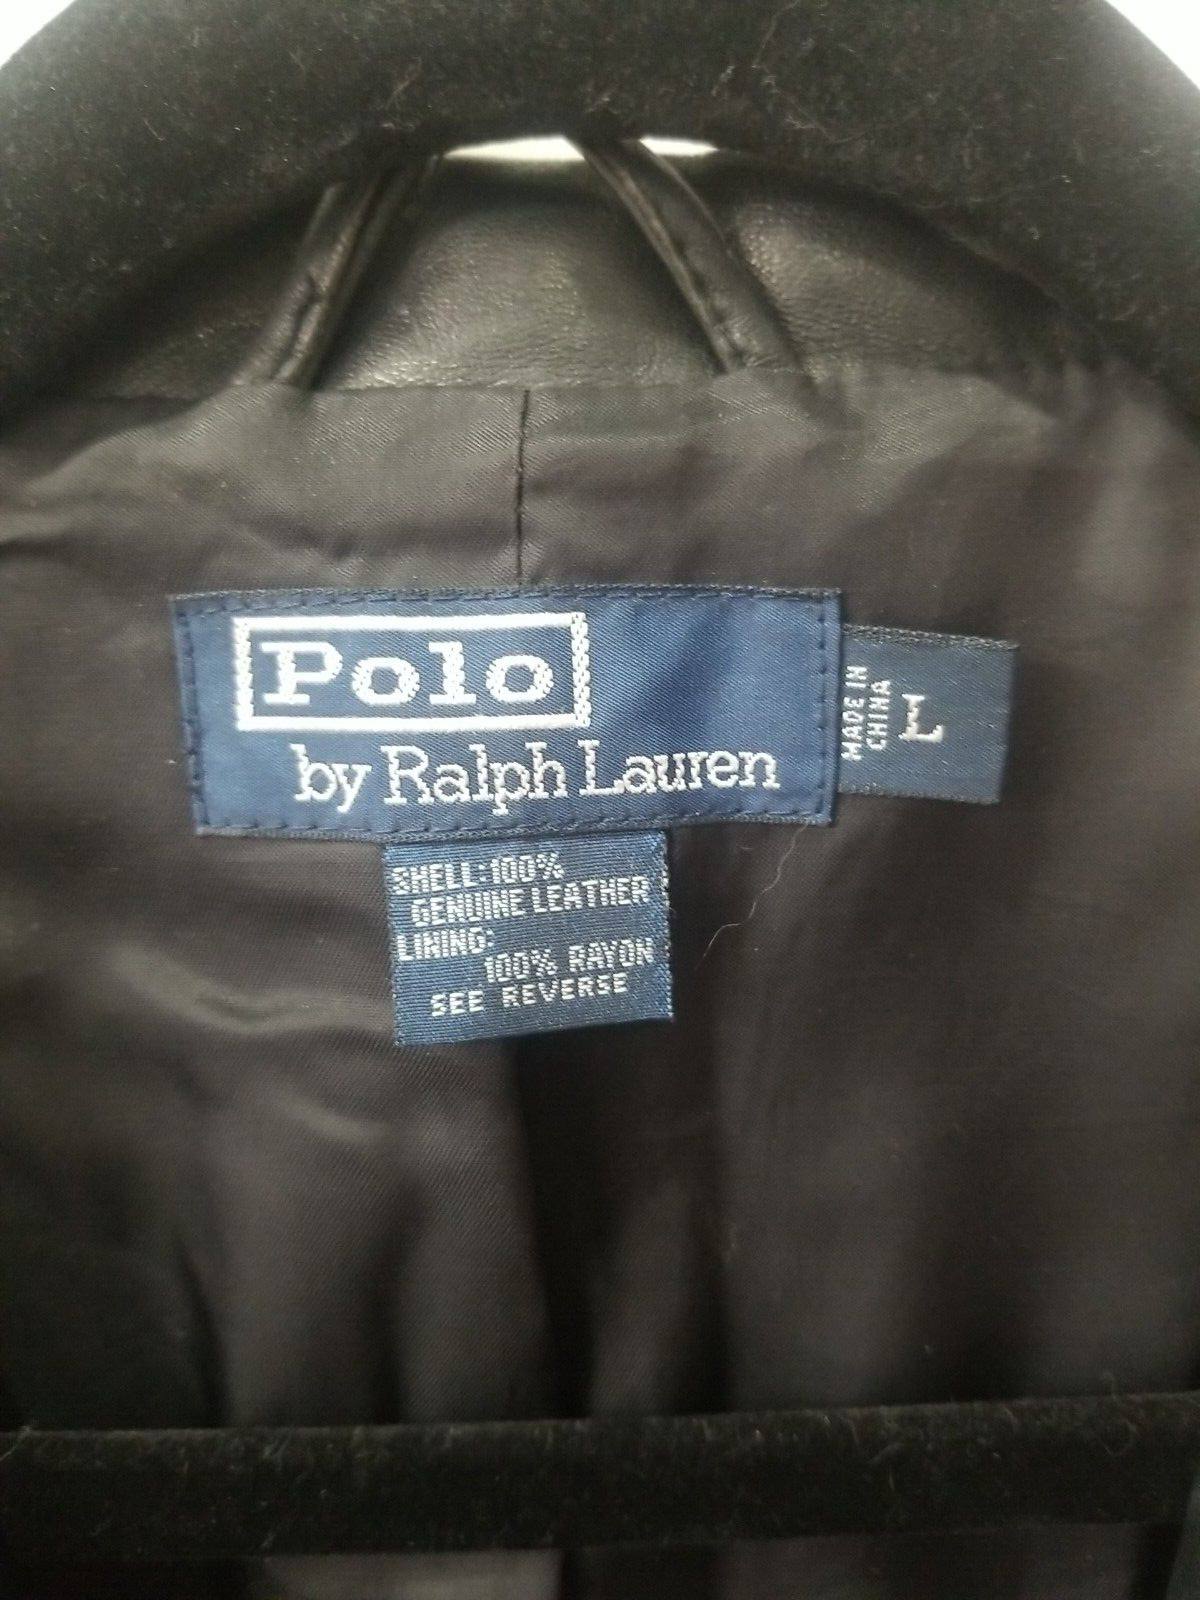 Polo
by Ralph Lauren
MADE IN
CHINA
L
SHELL:100%
GENUINE LEATHER
LINING:
100% RAYON
SEE REVERSE